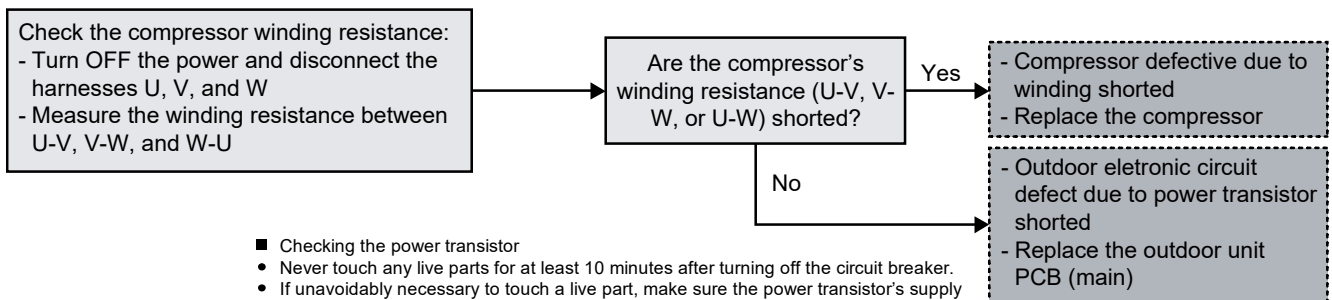 Check the compressor winding resistance:
- Turn OFF the power and disconnect the
harnesses U, V, and W
- Measure the winding resistance between
U-V, V-W, and W-U
Are the compressor's
winding resistance (U-V, V-
W, or U-W) shorted?
Yes
- Compressor defective due to
winding shorted
- Replace the compressor
No
- Outdoor eletronic circuit
defect due to power transistor
shorted
- Replace the outdoor unit
PCB (main)
■ Checking the power transistor
• Never touch any live parts for at least 10 minutes after turning off the circuit breaker.
• If unavoidably necessary to touch a live part, make sure the power transistor's supply